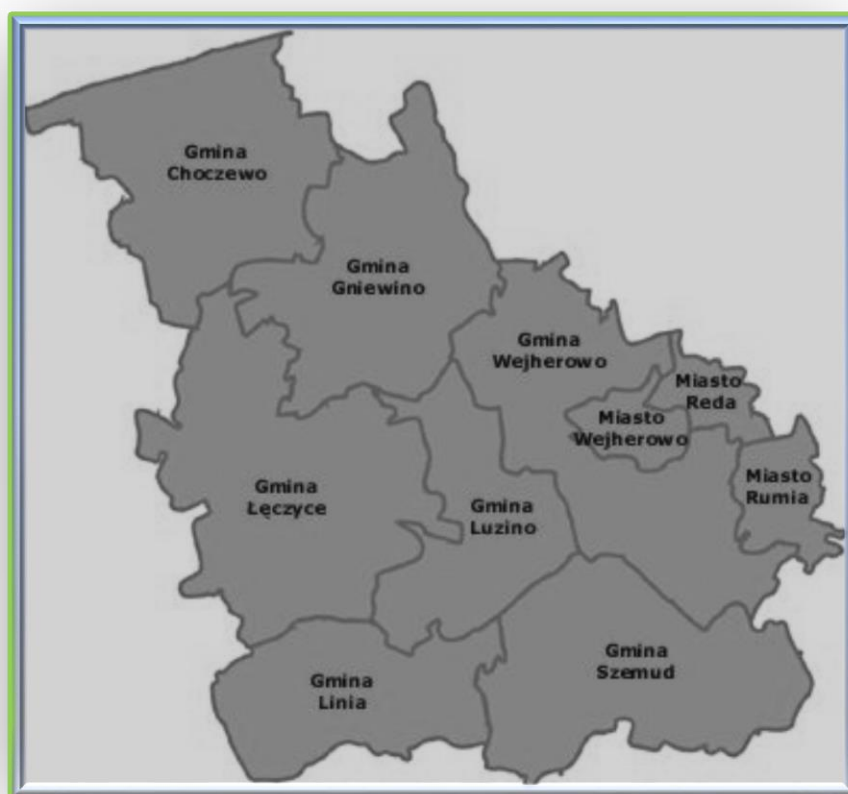 Gmina
Choczewo
Gmina
Gniewino
Gmina
Wejherowo
Miasto
Reda
Miasto
Wejherowo
Miasto
Rumia
Gmina
Łęczyce
Gmina
Luzino
Gmina
Szemud
Gmina
Linia